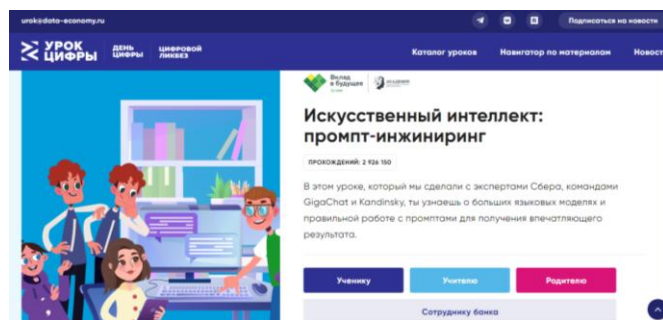 urok@data-economy.ru
Подписаться на новости
УРОК ЦИФРЫ
ДЕНЬ ЦИФРЫ
ЦИФРОВОЙ ЛИКБЕЗ
Каталог уроков
Навигатор по материалам
Новост
Вклад в будущее
Искусственный интеллект:
промпт-инжиниринг
ПРОХОЖДЕНИЙ: 2 926 150
В этом уроке, который мы сделали с экспертами Сбера, командами
GigaChat и Kandinsky, ты узнаешь о больших языковых моделях и
правильной работе с промптами для получения впечатляющего
результата.
Ученику
Учителю
Родителю
Сотруднику банка